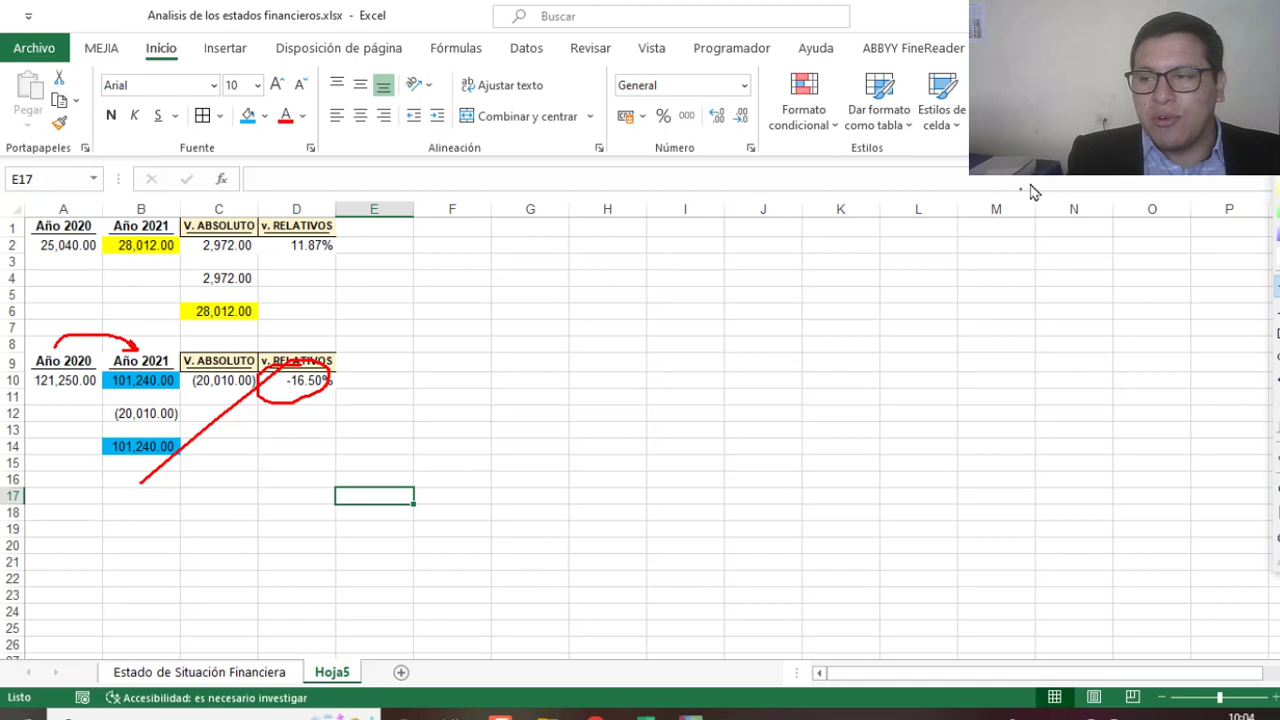 Analisis de los estados financieros.xlsx - Excel
Buscar
Archivo MEJIA Inicio Insertar Disposición de página Fórmulas Datos Revisar Vista Programador Ayuda ABBYY FineReader
Pegar
Arial 10
N K S A
Ajustar texto
Combinar y centrar
General
% 000
Formato condicional
Dar formato como tabla
Estilos de celda
Portapapeles Fuente Alineación Número Estilos
E17 fx
A B C D E F G H I J K L M N O P
1 Año 2020 Año 2021 V. ABSOLUTO v. RELATIVOS
2 25,040.00 28,012.00 2,972.00 11.87%
3
4 2,972.00
5
6 28,012.00
7
8
9 Año 2020 Año 2021 V. ABSOLUTO v. RELATIVOS
10 121,250.00 101,240.00 (20,010.00) -16.50%
11
12 (20,010.00)
13
14 101,240.00
15
16
17
18
19
20
21
22
23
24
25
26
Estado de Situación Financiera Hoja5
Listo Accesibilidad: es necesario investigar
10:04